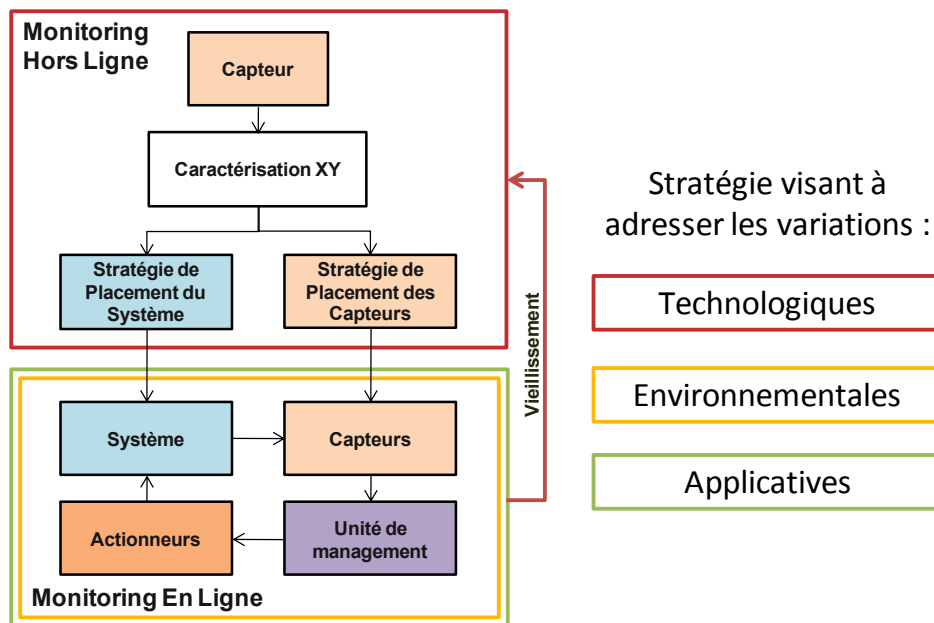 Monitoring
Hors Ligne
Capteur
Caractérisation XY
Stratégie de
Placement du
Système
Stratégie de
Placement des
Capteurs
Vieillissement
Système
Capteurs
Actionneurs
Unité de
management
Monitoring En Ligne
Stratégie visant à
adresser les variations :
Technologiques
Environnementales
Applicatives